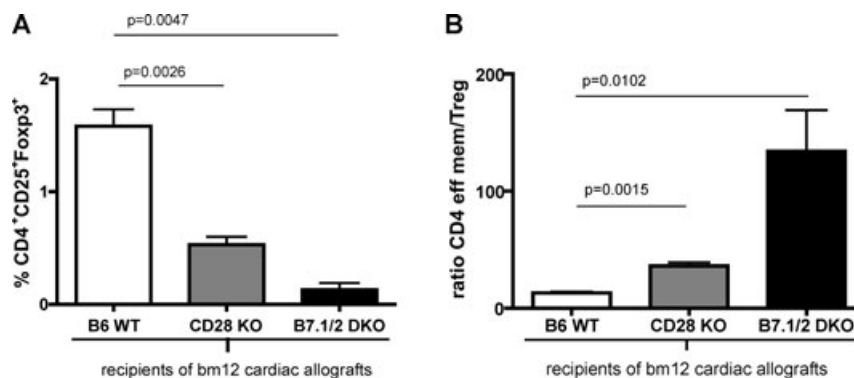 A
p=0.0047
p=0.0026
% CD4⁺CD25⁺Foxp3⁺
2
1
0
B6 WT CD28 KO B7.1/2 DKO
recipients of bm12 cardiac allografts
B
p=0.0102
p=0.0015
ratio CD4 eff mem/Treg
200
100
0
B6 WT CD28 KO B7.1/2 DKO
recipients of bm12 cardiac allografts